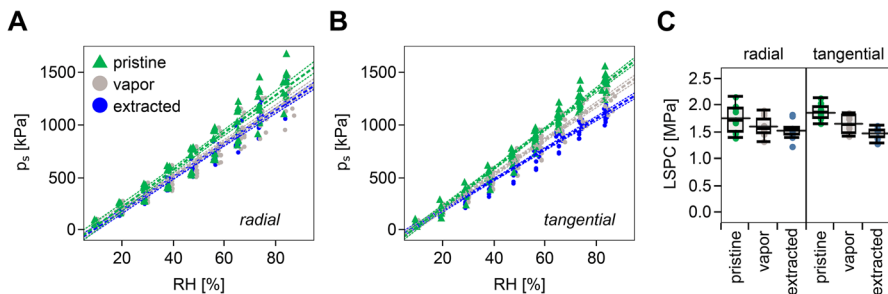 A
B
C
pristine
vapor
extracted
1500
1000
500
0
ps [kPa]
20
40
60
80
RH [%]
radial
1500
1000
500
0
ps [kPa]
20
40
60
80
RH [%]
tangential
radial tangential
2.5
2.0
1.5
1.0
0.5
0.0
LSPC [MPa]
pristine
vapor
extracted
pristine
vapor
extracted